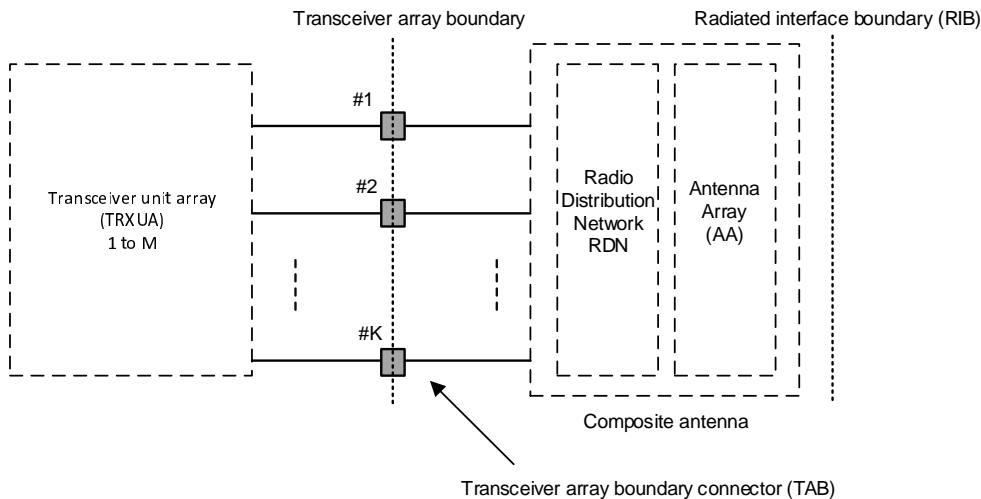 Transceiver array boundary
Radiated interface boundary (RIB)
#1
#2
#K
Transceiver unit array
(TRXUA)
1 to M
Radio
Distribution
Network
RDN
Antenna
Array
(AA)
Composite antenna
Transceiver array boundary connector (TAB)